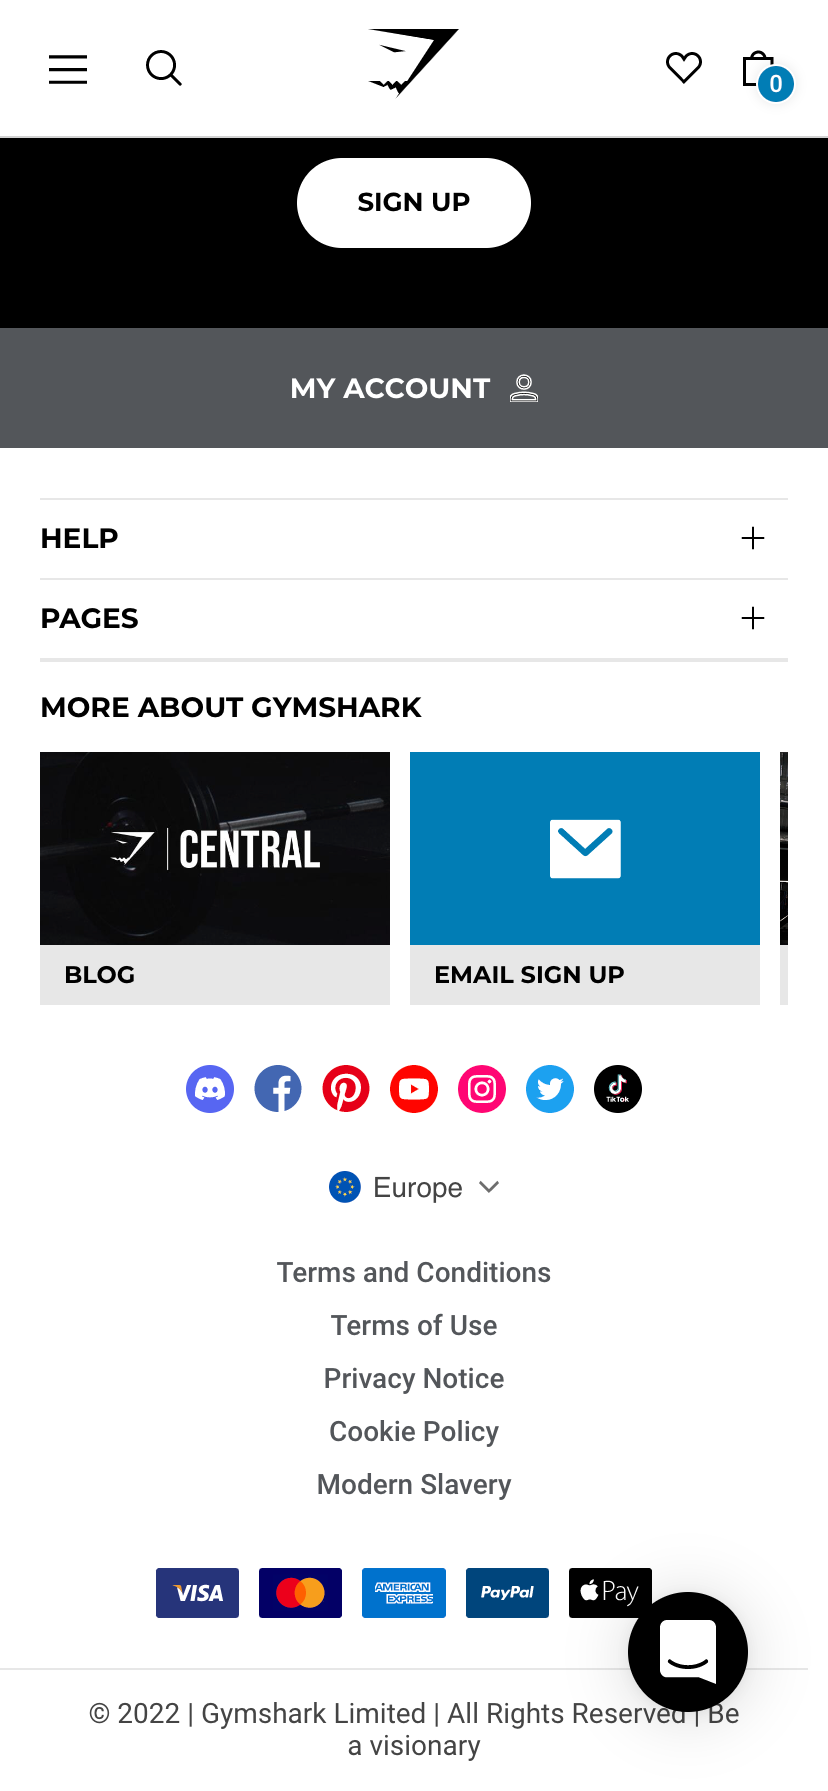 0
SIGN UP
MY ACCOUNT
HELP
PAGES
MORE ABOUT GYMSHARK
CENTRAL
BLOG
EMAIL SIGN UP
TikTok
Europe
Terms and Conditions
Terms of Use
Privacy Notice
Cookie Policy
Modern Slavery
VISA
AMERICAN
EXPRESS
PayPal
Pay
© 2022 | Gymshark Limited | All Rights Reserved | Be
a visionary